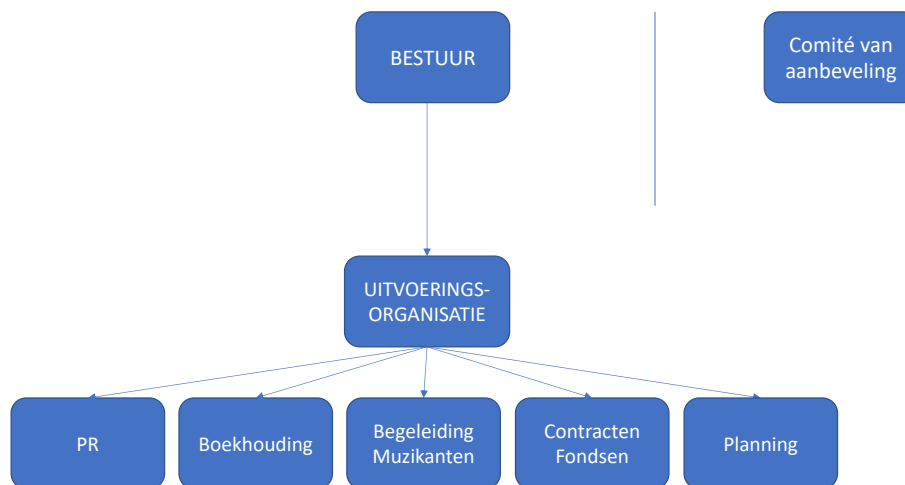 BESTUUR
Comité van
aanbeveling
UITVOERINGS-
ORGANISATIE
PR
Boekhouding
Begeleiding
Muzikanten
Contracten
Fondsen
Planning